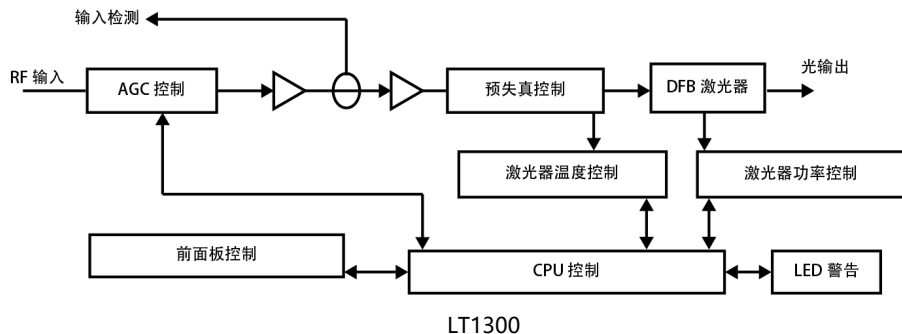 输入检测
RF 输入
AGC 控制
预失真控制
DFB 激光器
光输出
激光器温度控制
激光器功率控制
前面板控制
CPU 控制
LED 警告
LT1300